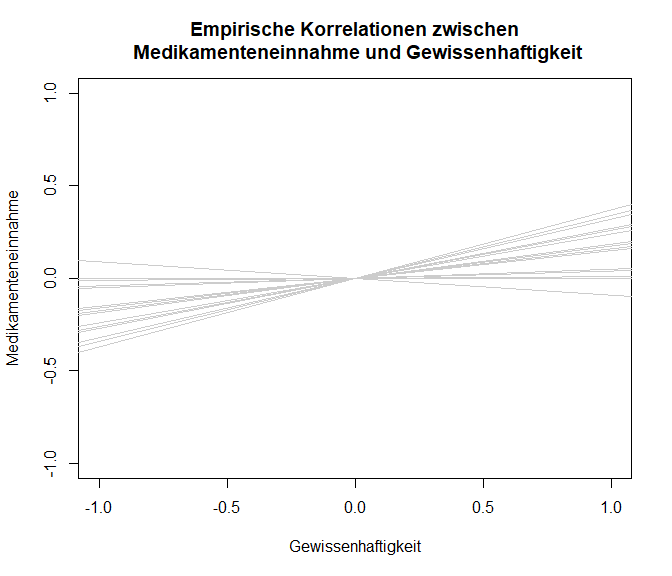 Empirische Korrelationen zwischen
Medikamenteneinnahme und Gewissenhaftigkeit
1.0
0.5
0.0
-0.5
-1.0
Medikamenteneinnahme
-1.0 -0.5 0.0 0.5 1.0
Gewissenhaftigkeit